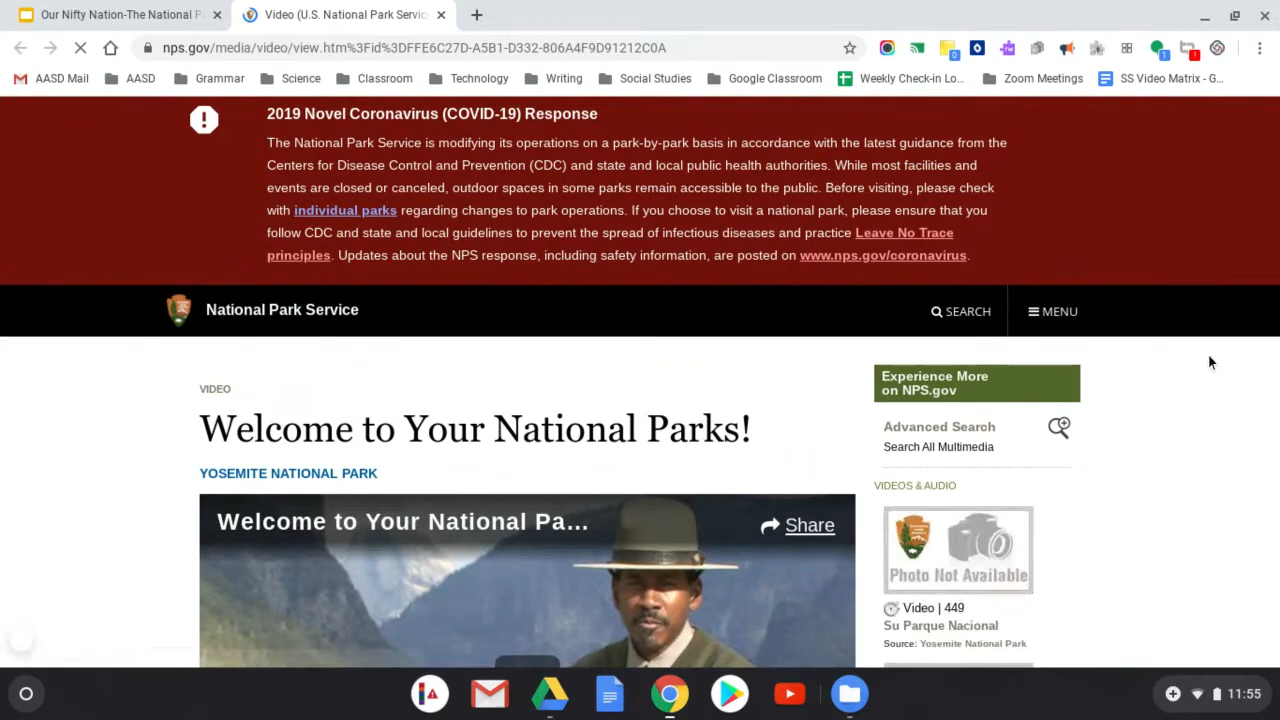 Our Nifty Nation-The National P
Video (U.S. National Park Servic
nps.gov/media/video/view.htm%3Fid%3DFFE6C27D-A5B1-D332-806A4F9D91212C0A
0
1
!
AASD Mail
AASD
Grammar
Science
Classroom
Technology
Writing
Social Studies
Google Classroom
Weekly Check-in Lo...
Zoom Meetings
SS Video Matrix - G...
2019 Novel Coronavirus (COVID-19) Response
The National Park Service is modifying its operations on a park-by-park basis in accordance with the latest guidance from the
Centers for Disease Control and Prevention (CDC) and state and local public health authorities. While most facilities and
events are closed or canceled, outdoor spaces in some parks remain accessible to the public. Before visiting, please check
with individual parks regarding changes to park operations. If you choose to visit a national park, please ensure that you
follow CDC and state and local guidelines to prevent the spread of infectious diseases and practice Leave No Trace
principles. Updates about the NPS response, including safety information, are posted on www.nps.gov/coronavirus.
National Park Service
SEARCH
MENU
VIDEO
Welcome to Your National Parks!
YOSEMITE NATIONAL PARK
Welcome to Your National Pa...
Share
Experience More
on NPS.gov
Advanced Search
Search All Multimedia
VIDEOS & AUDIO
Photo Not Available
Video | 449
Su Parque Nacional
Source: Yosemite National Park
11:55